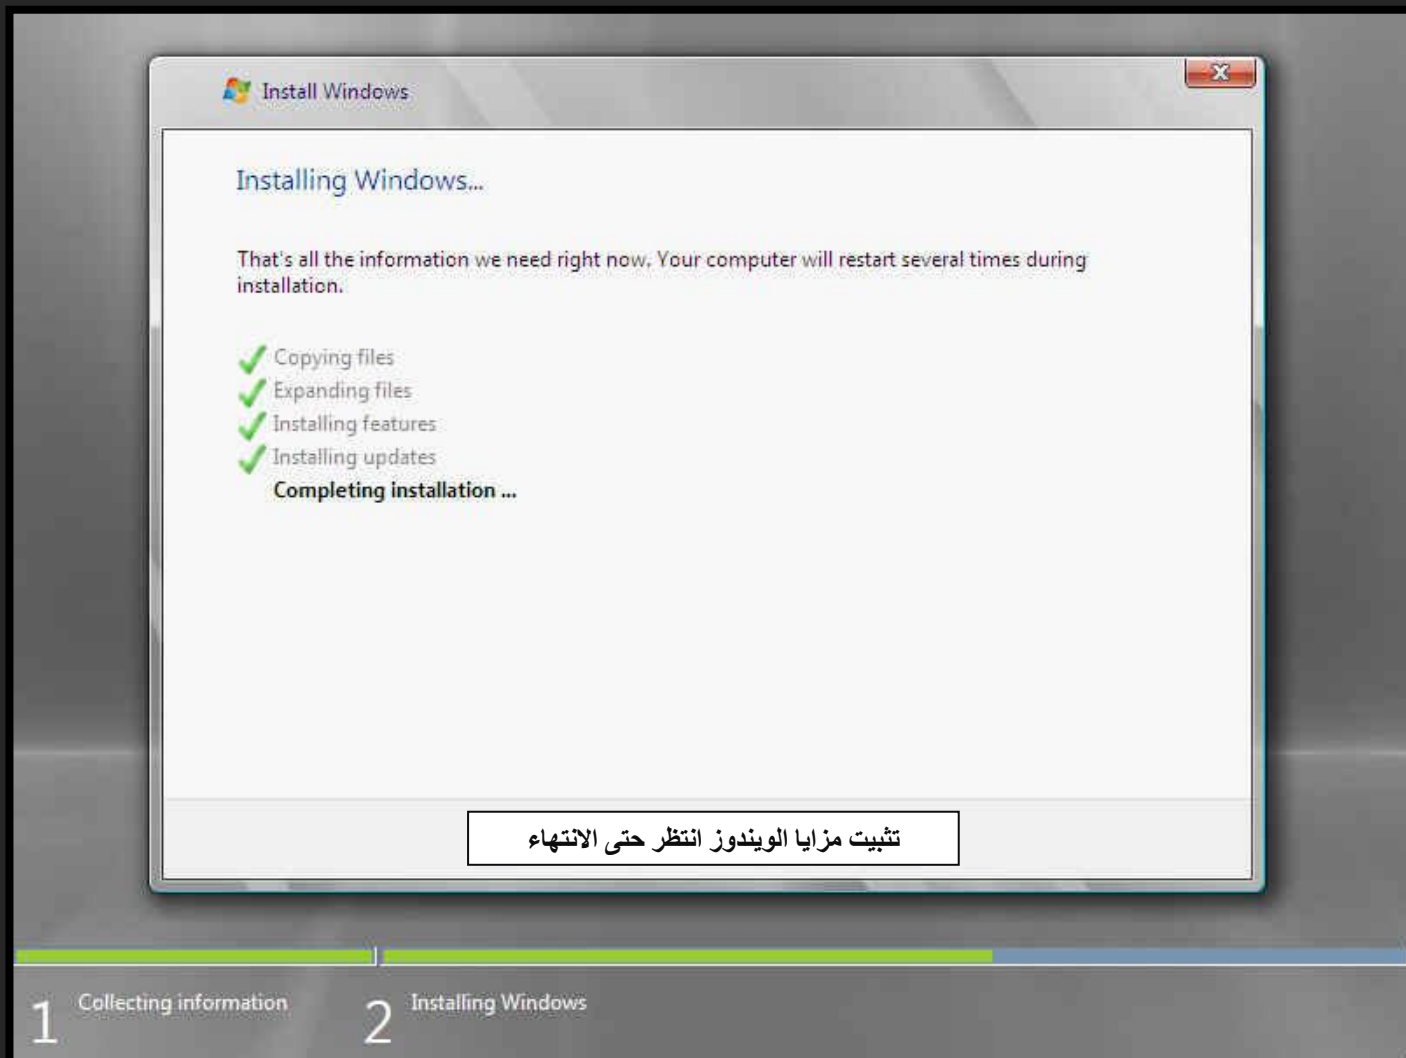 Install Windows
Installing Windows...
That's all the information we need right now. Your computer will restart several times during
installation.
Copying files
Expanding files
Installing features
Installing updates
Completing installation ...
تثبيت مزايا الويندوز انتظر حتى الانتهاء
1 Collecting information 2 Installing Windows